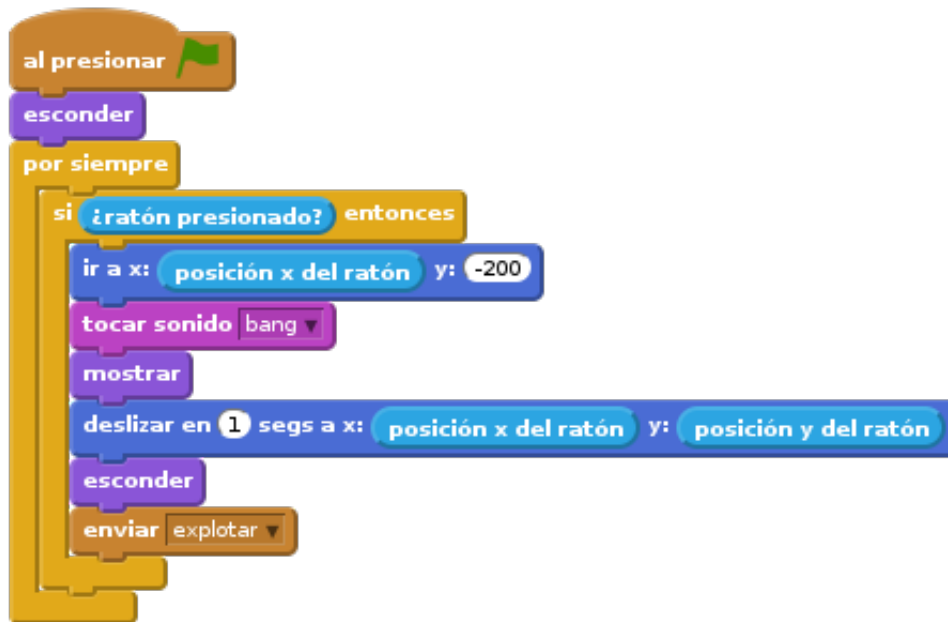 al presionar
esconder
por siempre
si ¿ratón presionado? entonces
ir a x: posición x del ratón y: -200
tocar sonido bang
mostrar
deslizar en 1 segs a x: posición x del ratón y: posición y del ratón
esconder
enviar explotar